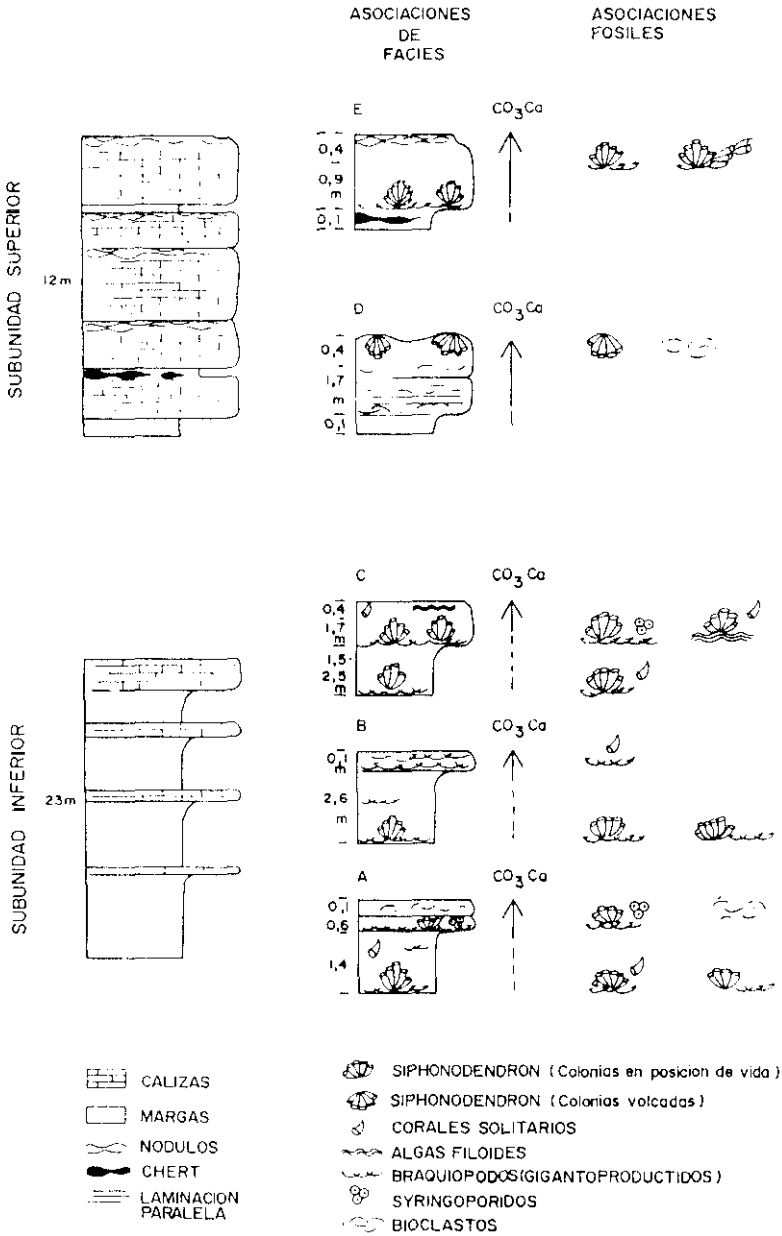 ASOCIACIONES
DE
FACIES
ASOCIACIONES
FOSILES
SUBUNIDAD SUPERIOR
12m
E
CO3Ca
0,4
0,9
m
0,1
D
CO3Ca
0,4
1,7
m
0,1
SUBUNIDAD INFERIOR
23m
C
CO3Ca
0,4
1,7
m
1,5-
2,5
m
B
CO3Ca
0,1
m
2,6
m
A
CO3Ca
0,1
0,6
1,4
CALIZAS
MARGAS
NODULOS
CHERT
LAMINACION
PARALELA
SIPHONODENDRON (Colonias en posicion de vida)
SIPHONODENDRON (Colonias volcadas)
CORALES SOLITARIOS
ALGAS FILOIDES
BRAQUIOPODOS(GIGANTOPRODUCTIDOS)
SYRINGOPORIDOS
BIOCLASTOS